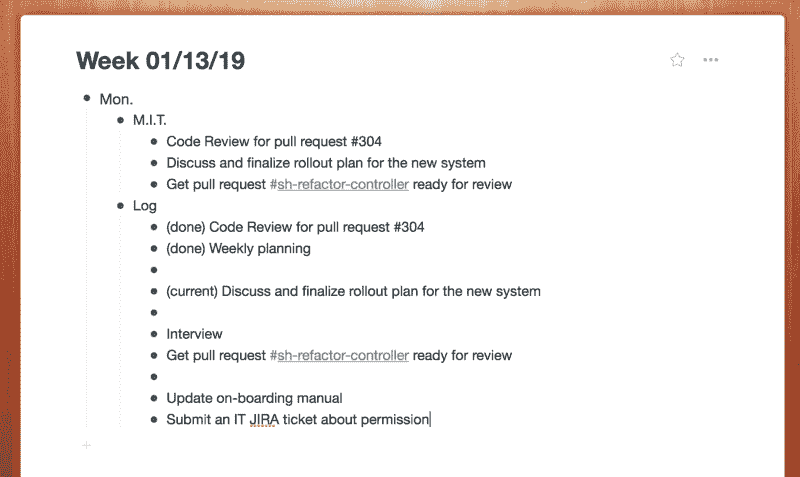 Week 01/13/19
Mon.
M.I.T.
Code Review for pull request #304
Discuss and finalize rollout plan for the new system
Get pull request #sh-refactor-controller ready for review
Log
(done) Code Review for pull request #304
(done) Weekly planning
(current) Discuss and finalize rollout plan for the new system
Interview
Get pull request #sh-refactor-controller ready for review
Update on-boarding manual
Submit an IT JIRA ticket about permission